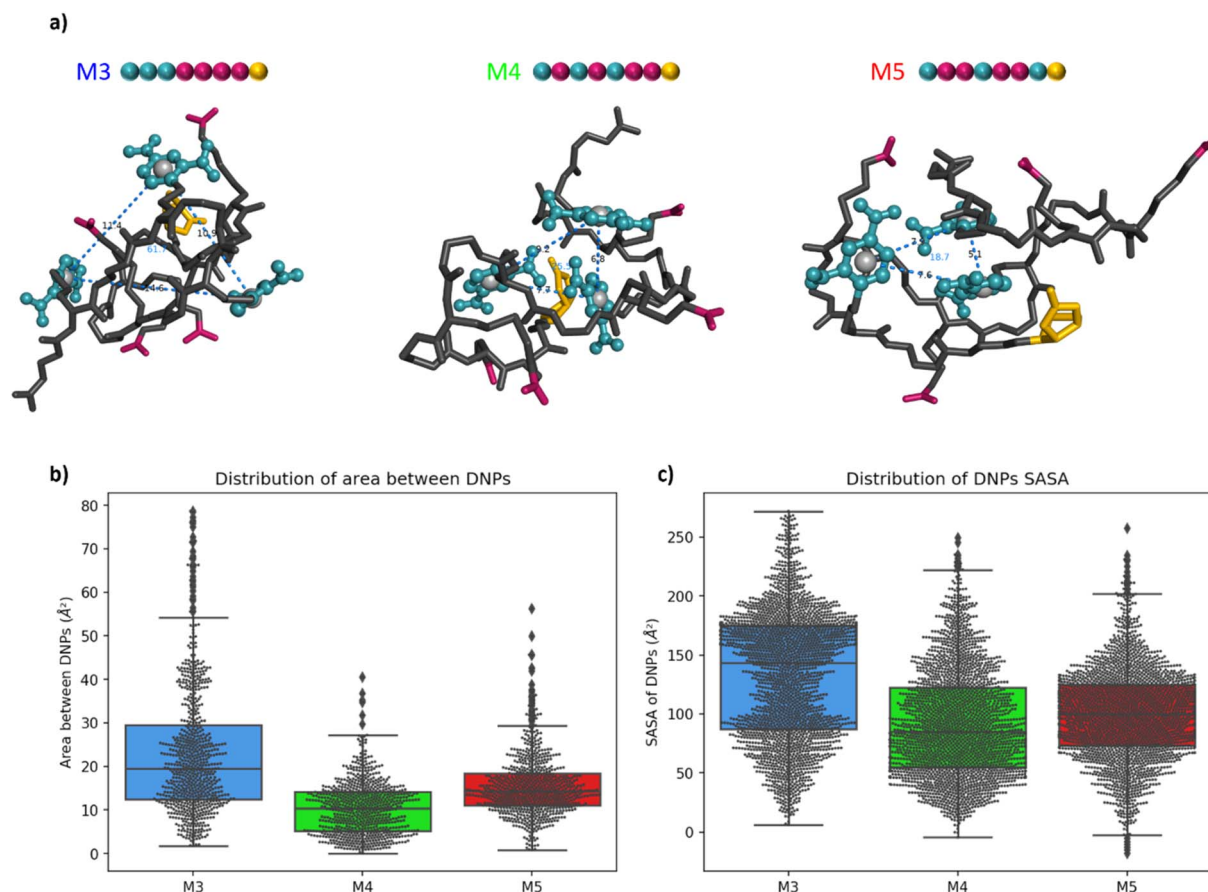 a)
M3 M4 M5
11.4
10.9
14.6
9.2
6.8
7.7
5.1
18.7
7.6
b)
Distribution of area between DNPs
Area between DNPs (Å²)
80
70
60
50
40
30
20
10
0
M3 M4 M5
c)
Distribution of DNPs SASA
SASA of DNPs (Å²)
250
200
150
100
50
0
M3 M4 M5